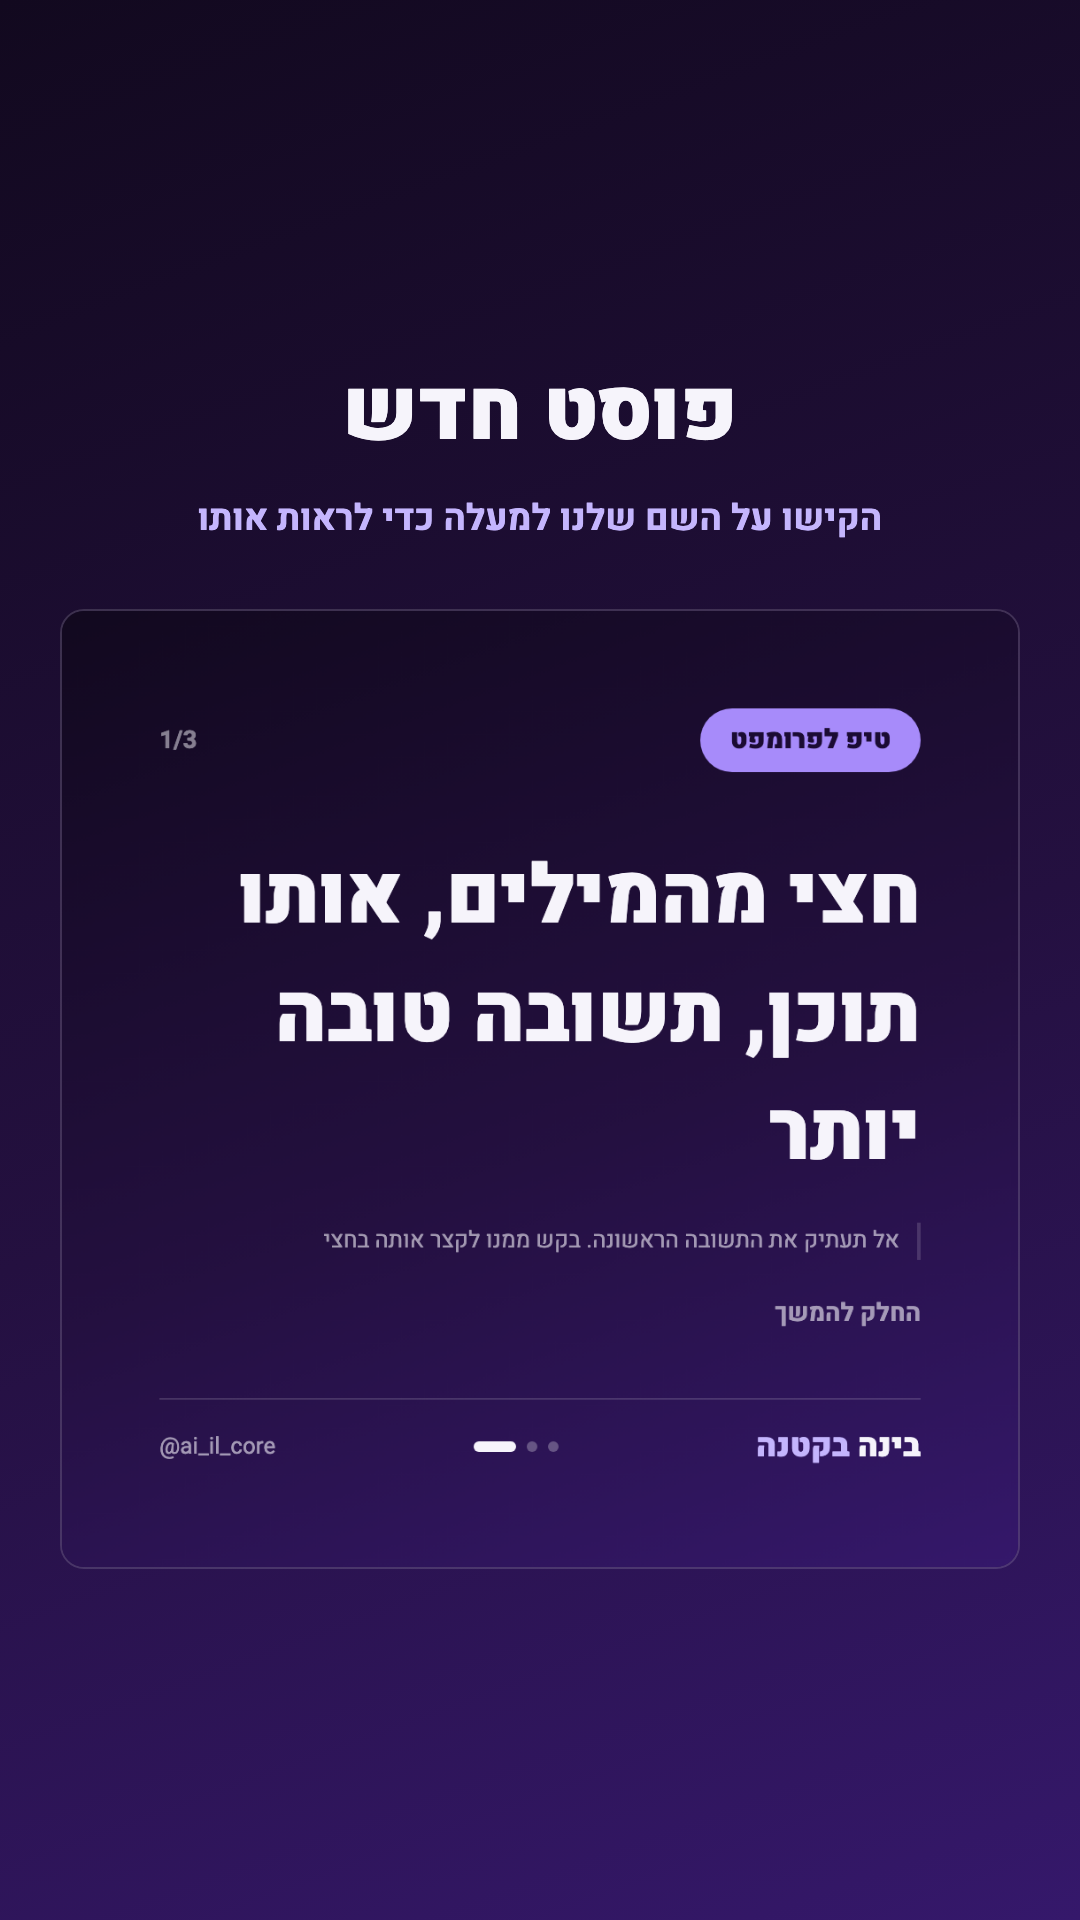 פוסט חדש
הקישו על השם שלנו למעלה כדי לראות אותו
טיפ לפרומפט
1/3
חצי מהמילים, אותו
תוכן, תשובה טובה
יותר
אל תעתיק את התשובה הראשונה. בקש ממנו לקצר אותה בחצי
החלק להמשך
בינה בקטנה
@ai_il_core